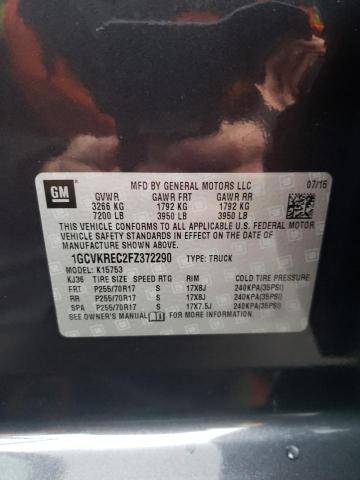 GM
MFD BY GENERAL MOTORS LLC 07/15
GVWR GAWR FRT GAWR RR
3266 KG 1792 KG 1792 KG
7200 LB 3950 LB 3950 LB
THIS VEHICLE CONFORMS TO ALL APPLICABLE U.S. FEDERAL MOTOR
VEHICLE SAFETY STANDARDS IN EFFECT ON THE DATE OF
MANUFACTURE SHOWN ABOVE.
1GCVKREC2FZ372290 TYPE: TRUCK
MODEL: K15753
KJ36 TIRE SIZE SPEED RTG RIM COLD TIRE PRESSURE
FRT P255/70R17 S 17X8J 240KPA(35PSI)
RR P255/70R17 S 17X8J 240KPA(35PSI)
SPA P255/70R17 S 17X7.5J 240KPA(35PSI)
SEE OWNER'S MANUAL FOR MORE INFORMATION.